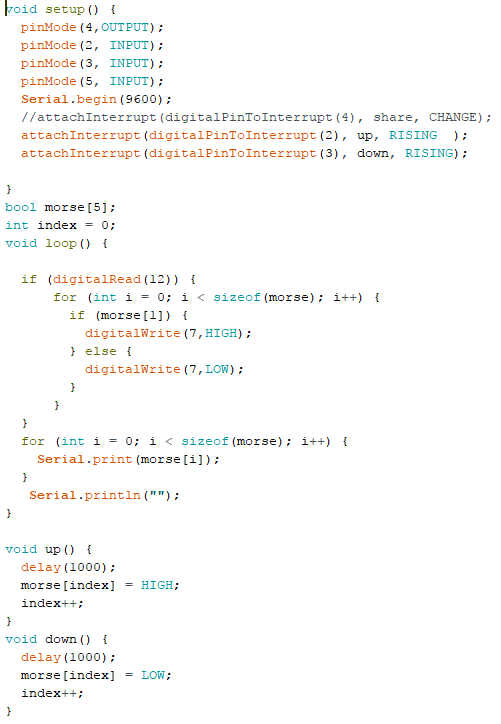 void setup() {
  pinMode(4,OUTPUT);
  pinMode(2, INPUT);
  pinMode(3, INPUT);
  pinMode(5, INPUT);
  Serial.begin(9600);
  //attachInterrupt(digitalPinToInterrupt(4), share, CHANGE);
  attachInterrupt(digitalPinToInterrupt(2), up, RISING  );
  attachInterrupt(digitalPinToInterrupt(3), down, RISING);

}
bool morse[5];
int index = 0;
void loop() {

  if (digitalRead(12)) {
      for (int i = 0; i < sizeof(morse); i++) {
        if (morse[1]) {
          digitalWrite(7,HIGH);
        } else {
          digitalWrite(7,LOW);
        }
      }
  }
  for (int i = 0; i < sizeof(morse); i++) {
    Serial.print(morse[i]);
  }
   Serial.println("");
}

void up() {
  delay(1000);
  morse[index] = HIGH;
  index++;
}
void down() {
  delay(1000);
  morse[index] = LOW;
  index++;
}